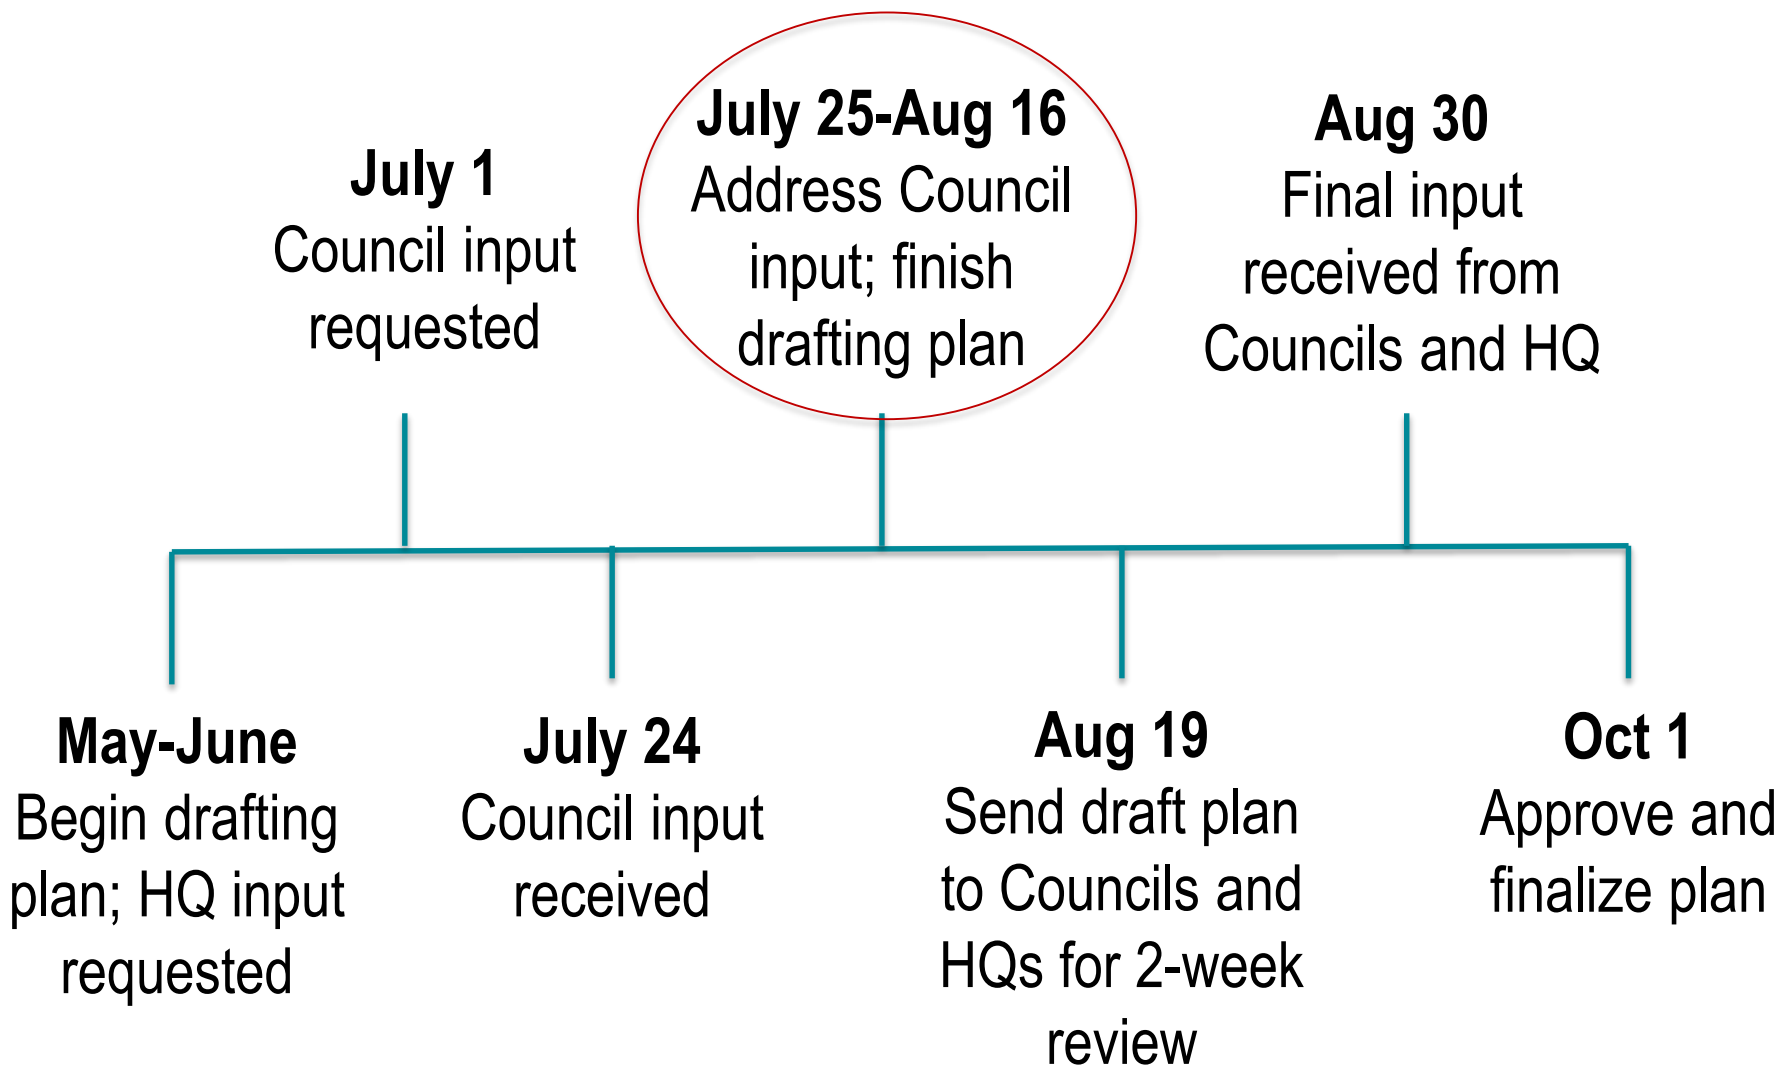 July 1
Council input
requested
July 25-Aug 16
Address Council
input; finish
drafting plan
Aug 30
Final input
received from
Councils and HQ
May-June
Begin drafting
plan; HQ input
requested
July 24
Council input
received
Aug 19
Send draft plan
to Councils and
HQs for 2-week
review
Oct 1
Approve and
finalize plan